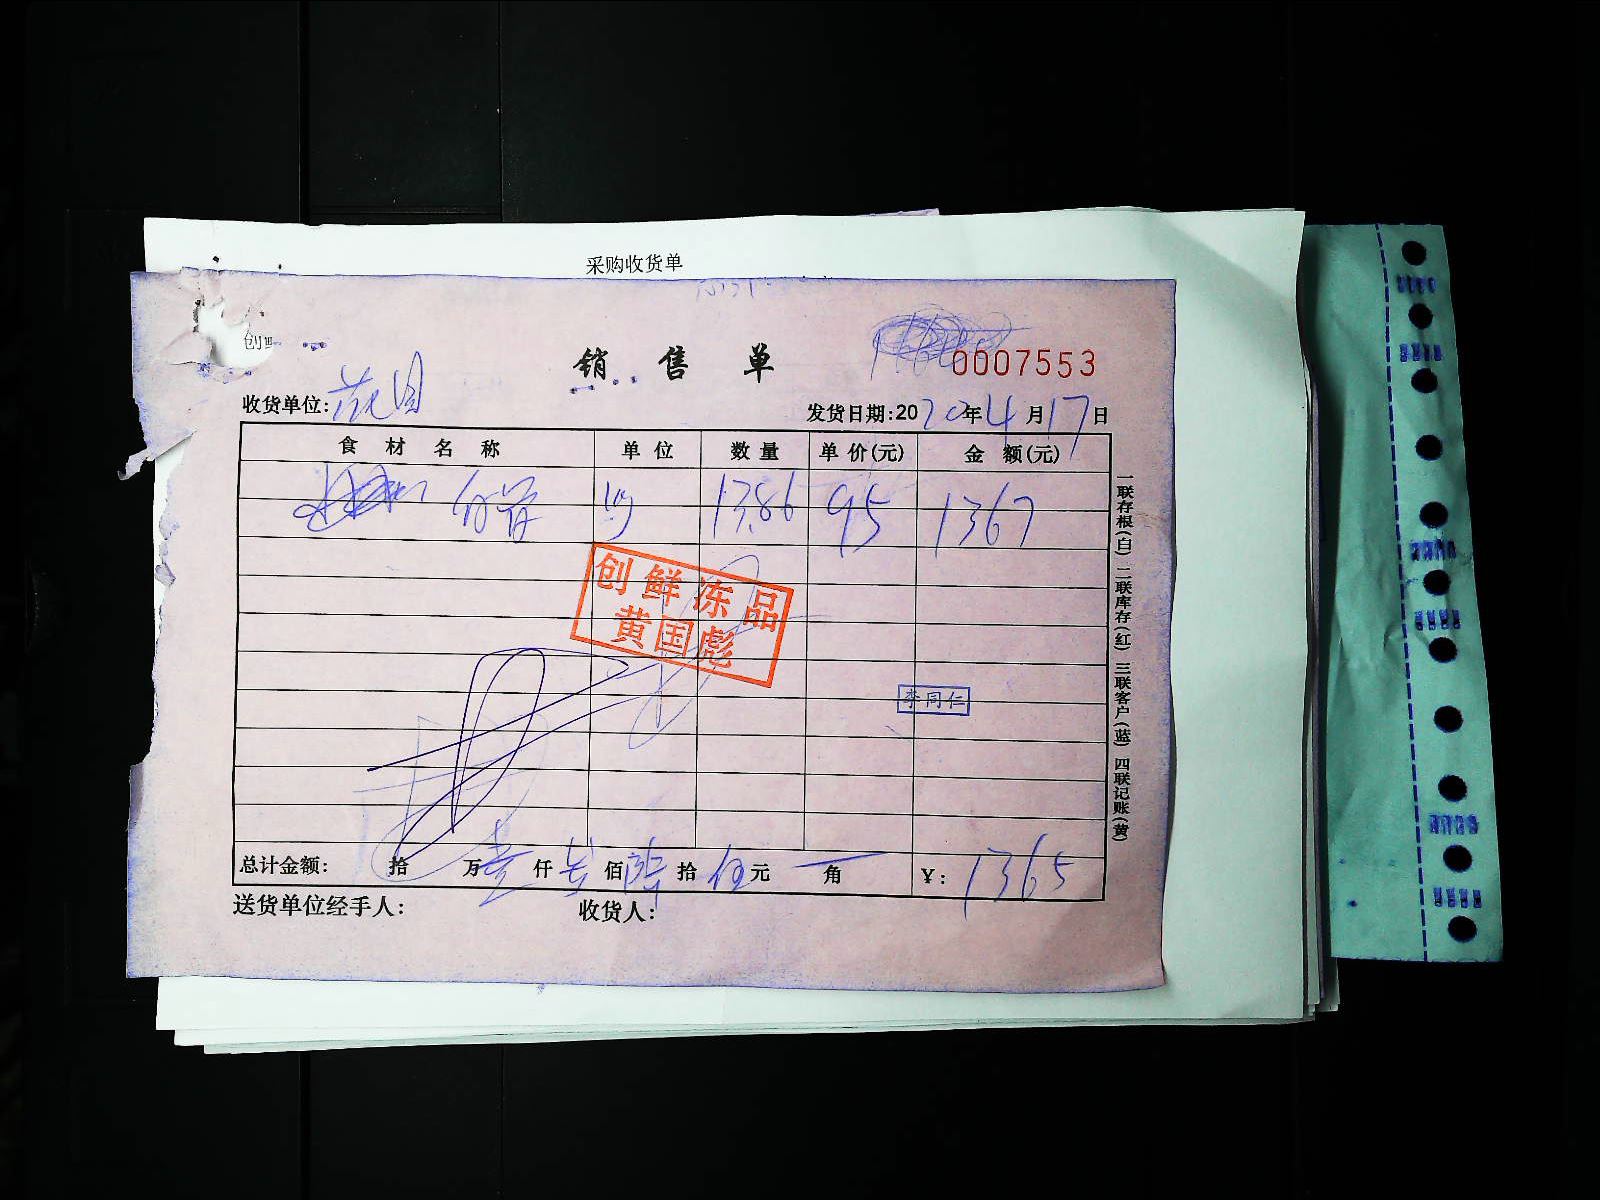 采购收货单
销售单
0007553
收货单位:花园
发货日期:2020年4月17日
食材名称 单位 数量 单价(元) 金额(元)
13.86 95 1367
创鲜冻品
黄国彪
李同仁
总计金额: 拾 万壹仟叁佰陆拾伍元 角 ¥:1365
送货单位经手人: 收货人:
一联存根(白) 二联库存(红) 三联客户(蓝) 四联记账(黄)